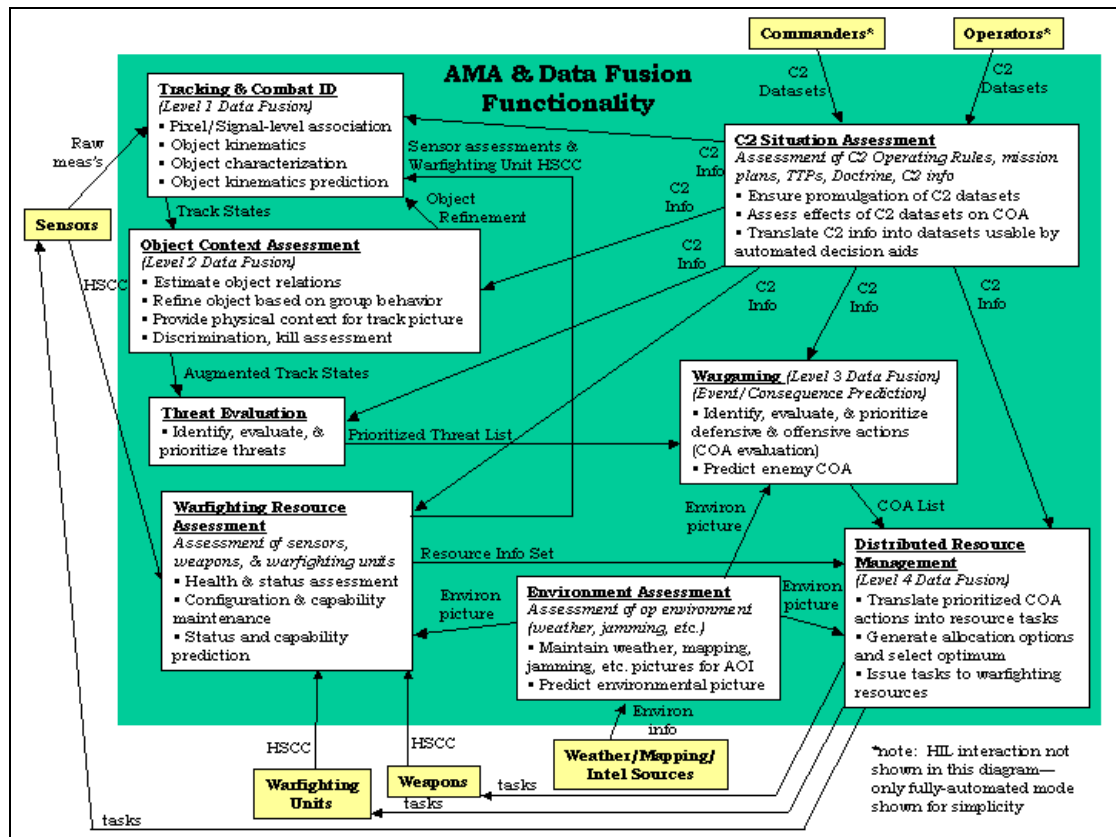 Commanders*
Operators*
AMA & Data Fusion
Functionality
C2
Datasets
C2
Datasets
Tracking & Combat ID
(Level 1 Data Fusion)
▪ Pixel/Signal-level association
▪ Object kinematics
▪ Object characterization
▪ Object kinematics prediction
Raw
meas's
Sensors
Sensor assessments &
Warfighting Unit HSCC
C2
Info
C2
Info
C2
Info
C2
Info
C2
Info
C2
Info
C2 Situation Assessment
Assessment of C2 Operating Rules, mission
plans, TTPs, Doctrine, C2 info
▪ Ensure promulgation of C2 datasets
▪ Assess effects of C2 datasets on COA
▪ Translate C2 info into datasets usable by
automated decision aids
Track States
Object
Refinement
HSCC
Object Context Assessment
(Level 2 Data Fusion)
▪ Estimate object relations
▪ Refine object based on group behavior
▪ Provide physical context for track picture
▪ Discrimination, kill assessment
Augmented Track States
Threat Evaluation
▪ Identify, evaluate, &
prioritize threats
Prioritized Threat List
Wargaming (Level 3 Data Fusion)
(Event/Consequence Prediction)
▪ Identify, evaluate, & prioritize
defensive & offensive actions
(COA evaluation)
▪ Predict enemy COA
Environ
picture
COA List
Warfighting Resource
Assessment
Assessment of sensors,
weapons, & warfighting units
▪ Health & status assessment
▪ Configuration & capability
maintenance
▪ Status and capability
prediction
Resource Info Set
Environ
picture
Environment Assessment
Assessment of op environment
(weather, jamming, etc.)
▪ Maintain weather, mapping,
jamming, etc. pictures for AOI
▪ Predict environmental picture
Environ
picture
Distributed Resource
Management
(Level 4 Data Fusion)
▪ Translate prioritized COA
actions into resource tasks
▪ Generate allocation options
and select optimum
▪ Issue tasks to warfighting
resources
Environ
info
HSCC
HSCC
Warfighting
Units
Weapons
Weather/Mapping/
Intel Sources
tasks
tasks
tasks
*note: HIL interaction not
shown in this diagram—
only fully-automated mode
shown for simplicity